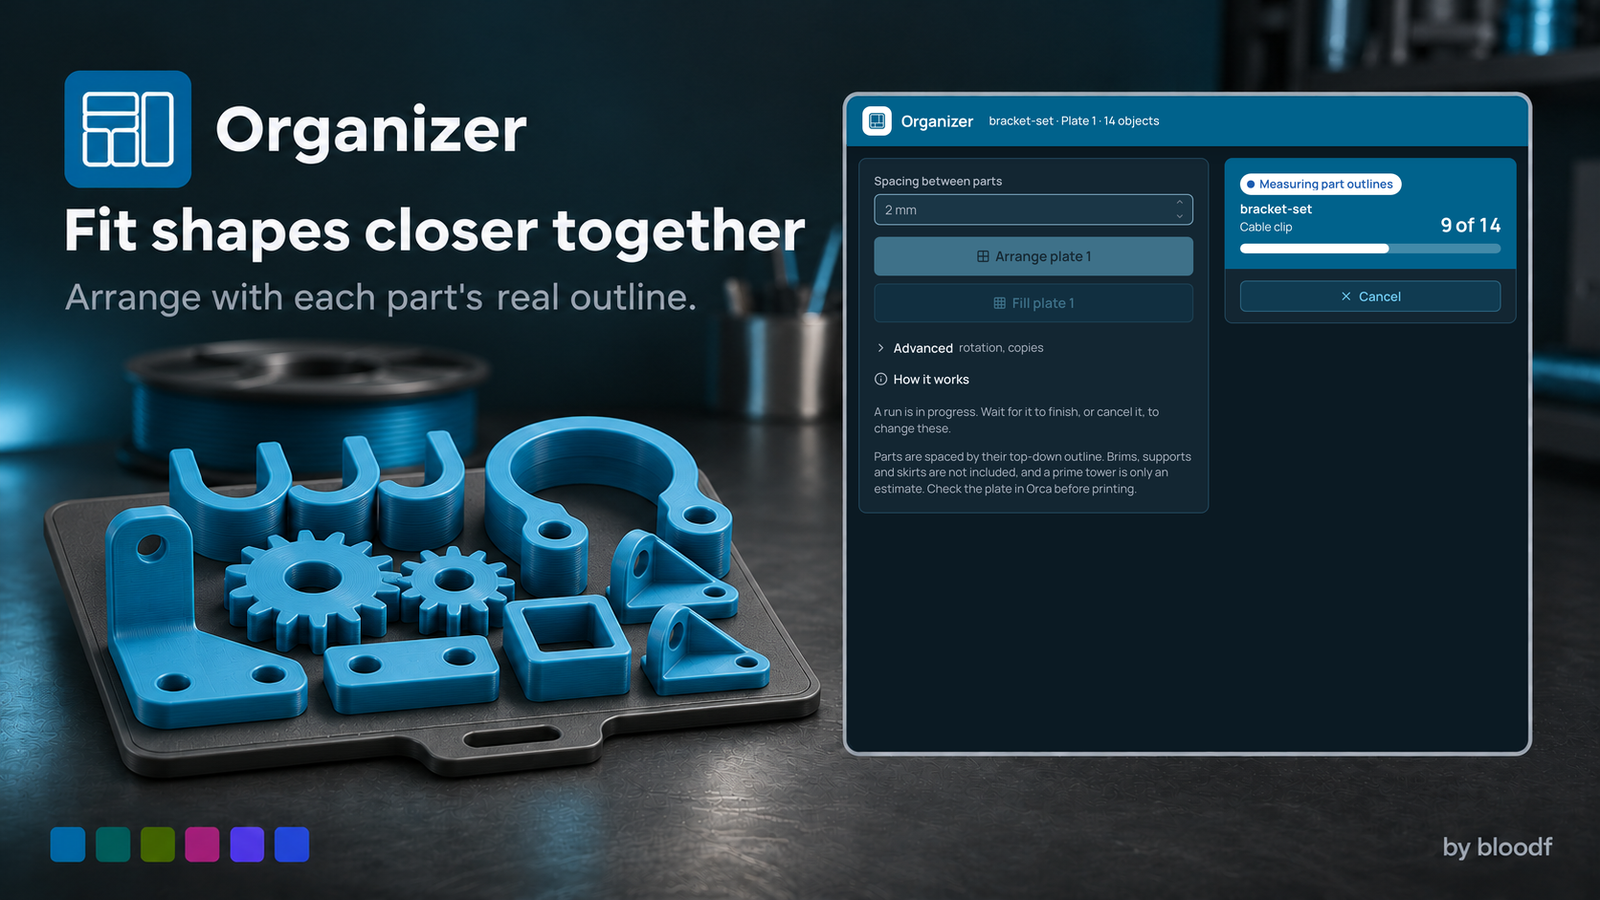 Organizer
Fit shapes closer together
Arrange with each part's real outline.
Organizer bracket-set · Plate 1 · 14 objects
Spacing between parts
2 mm
Arrange plate 1
Fill plate 1
Advanced rotation, copies
How it works
A run is in progress. Wait for it to finish, or cancel it, to
change these.
Parts are spaced by their top-down outline. Brims, supports
and skirts are not included, and a prime tower is only an
estimate. Check the plate in Orca before printing.
Measuring part outlines
bracket-set
Cable clip
9 of 14
Cancel
by bloodf